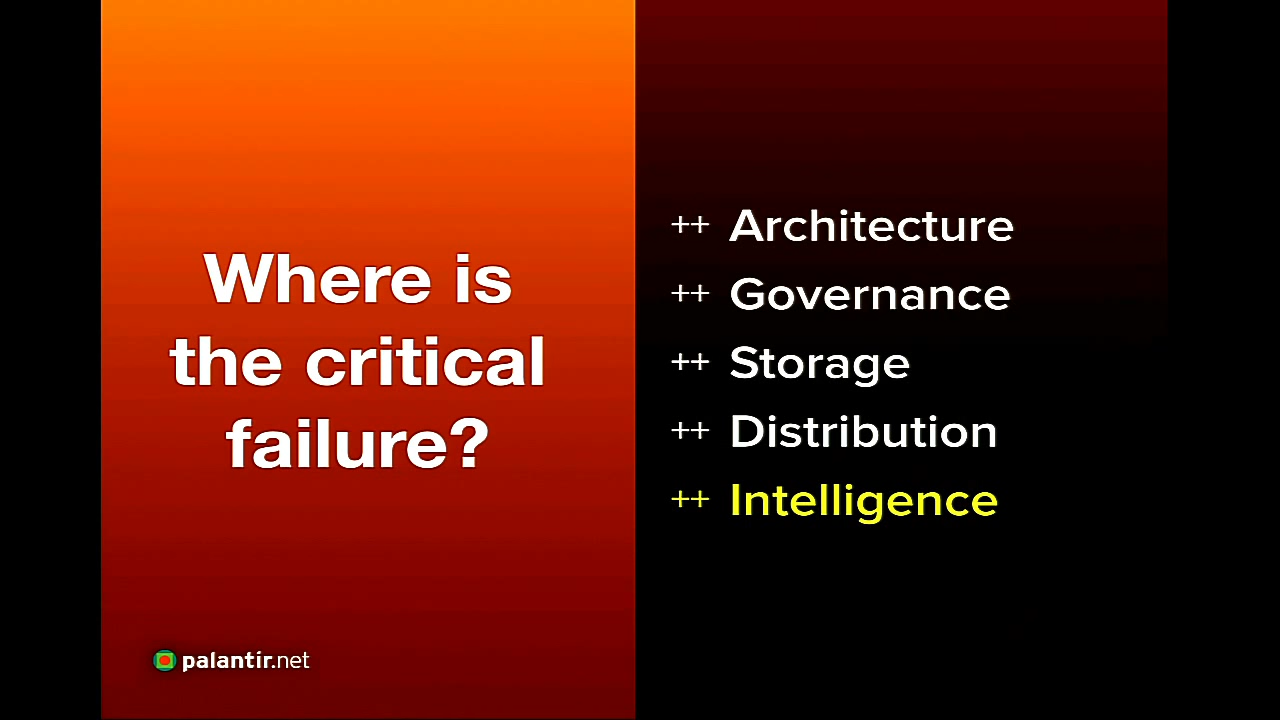 Where is
the critical
failure?
++ Architecture
++ Governance
++ Storage
++ Distribution
++ Intelligence
palantir.net